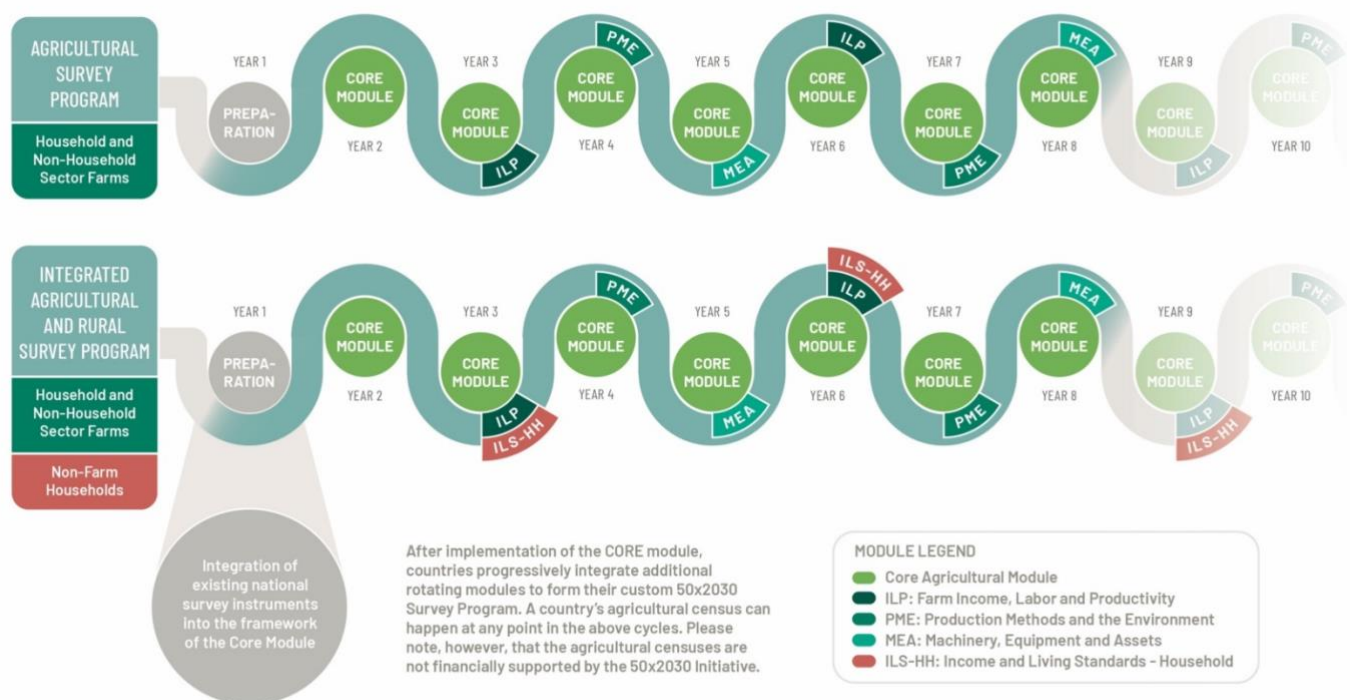 AGRICULTURAL
SURVEY
PROGRAM
Household and
Non-Household
Sector Farms
YEAR 1
PREPA-
RATION
CORE
MODULE
YEAR 2
YEAR 3
CORE
MODULE
ILP
PME
CORE
MODULE
YEAR 4
YEAR 5
CORE
MODULE
MEA
ILP
CORE
MODULE
YEAR 6
YEAR 7
CORE
MODULE
PME
MEA
CORE
MODULE
YEAR 8
YEAR 9
CORE
MODULE
ILP
PME
CORE
MODULE
YEAR 10
INTEGRATED
AGRICULTURAL
AND RURAL
SURVEY PROGRAM
Household and
Non-Household
Sector Farms
Non-Farm
Households
YEAR 1
PREPA-
RATION
CORE
MODULE
YEAR 2
YEAR 3
CORE
MODULE
ILP
ILS-HH
PME
CORE
MODULE
YEAR 4
YEAR 5
CORE
MODULE
MEA
ILS-HH
ILP
CORE
MODULE
YEAR 6
YEAR 7
CORE
MODULE
PME
MEA
CORE
MODULE
YEAR 8
YEAR 9
CORE
MODULE
ILP
ILS-HH
PME
CORE
MODULE
YEAR 10
Integration of
existing national
survey instruments
into the framework
of the Core Module
After implementation of the CORE module,
countries progressively integrate additional
rotating modules to form their custom 50x2030
Survey Program. A country's agricultural census can
happen at any point in the above cycles. Please
note, however, that the agricultural censuses are
not financially supported by the 50x2030 Initiative.
MODULE LEGEND
Core Agricultural Module
ILP: Farm Income, Labor and Productivity
PME: Production Methods and the Environment
MEA: Machinery, Equipment and Assets
ILS-HH: Income and Living Standards - Household